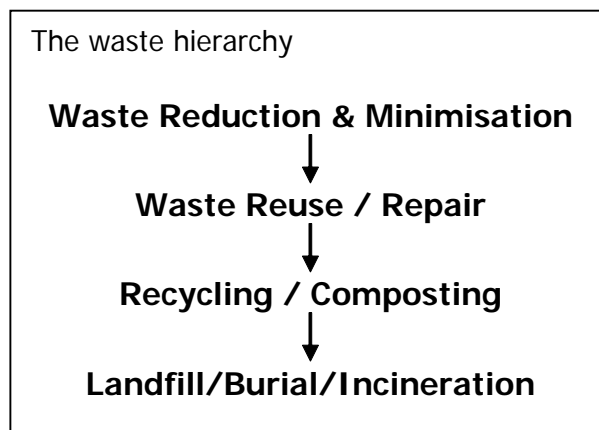 The waste hierarchy
Waste Reduction & Minimisation
Waste Reuse / Repair
Recycling / Composting
Landfill/Burial/Incineration